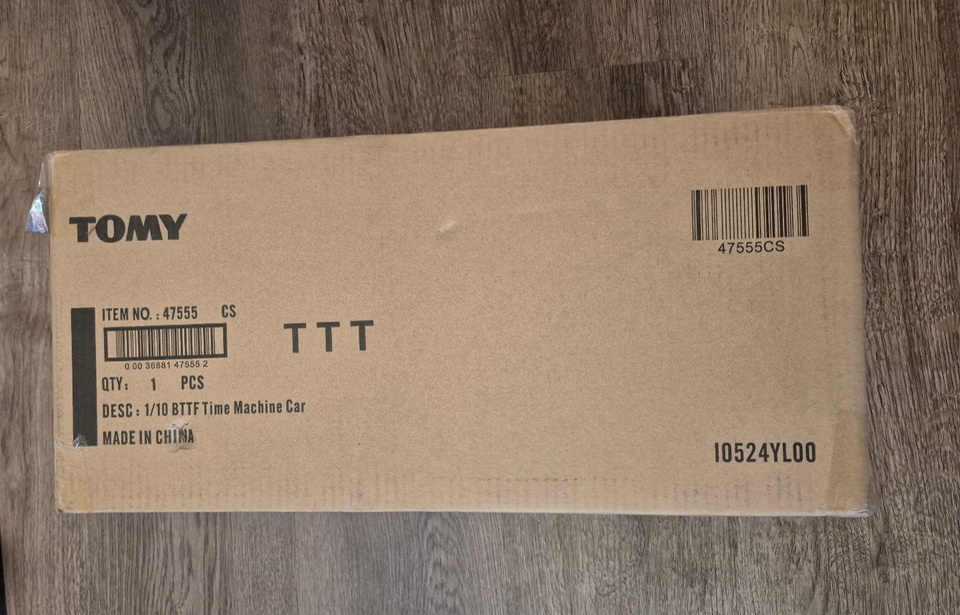 TOMY
47555CS
ITEM NO.: 47555 CS
0 00 36881 47555 2
TTT
QTY: 1 PCS
DESC: 1/10 BTTF Time Machine Car
MADE IN CHINA
I0524YL00